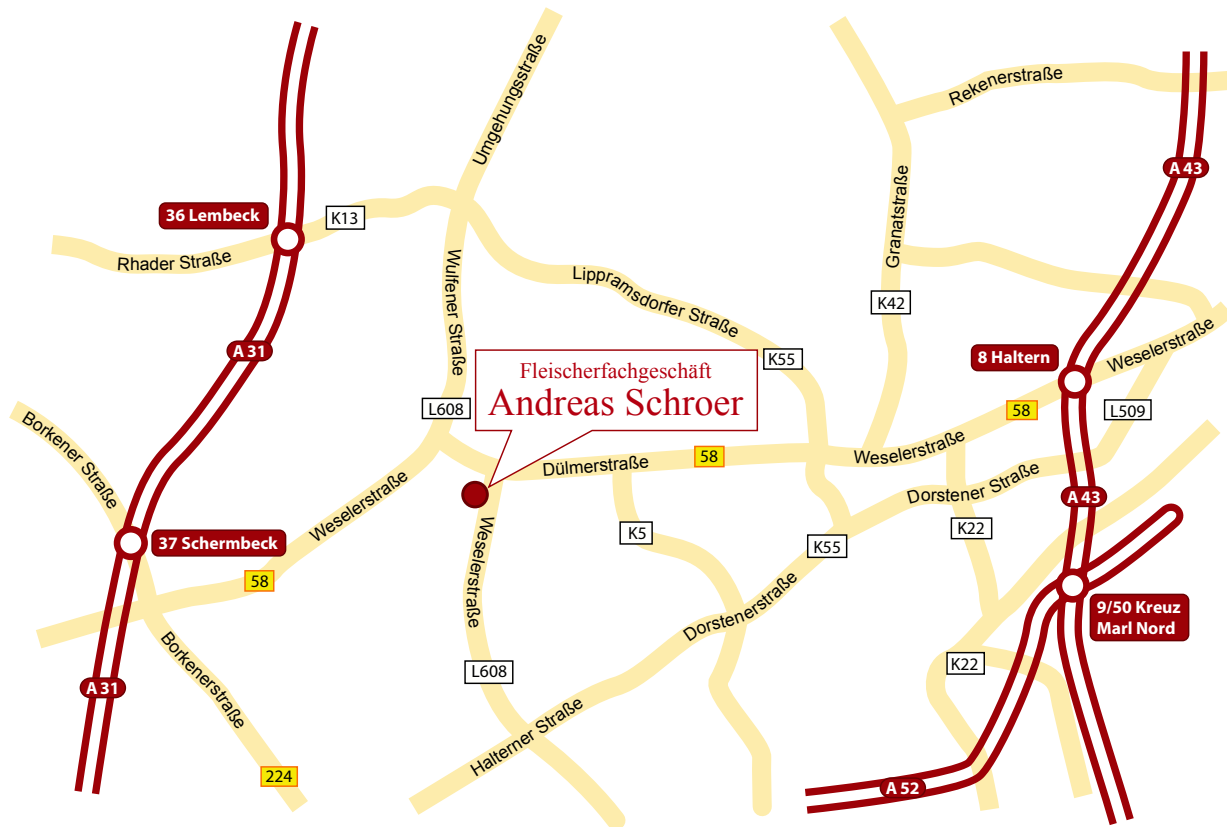 Umgehungsstraße
Rekenerstraße
A 43
36 Lembeck
K13
Granatstraße
Rhader Straße
Wulfener Straße
Lippramsdorfer Straße
K42
A 31
K55
8 Haltern
Weselerstraße
Fleischerfachgeschäft
Andreas Schroer
L608
58
L509
Borkener Straße
Dülmerstraße
58
Weselerstraße
Weselerstraße
Dorstener Straße
A 43
37 Schermbeck
Weselerstraße
K5
K55
K22
58
Dorstenerstraße
9/50 Kreuz
Marl Nord
Borkenerstraße
L608
K22
A 31
Halterner Straße
224
A 52